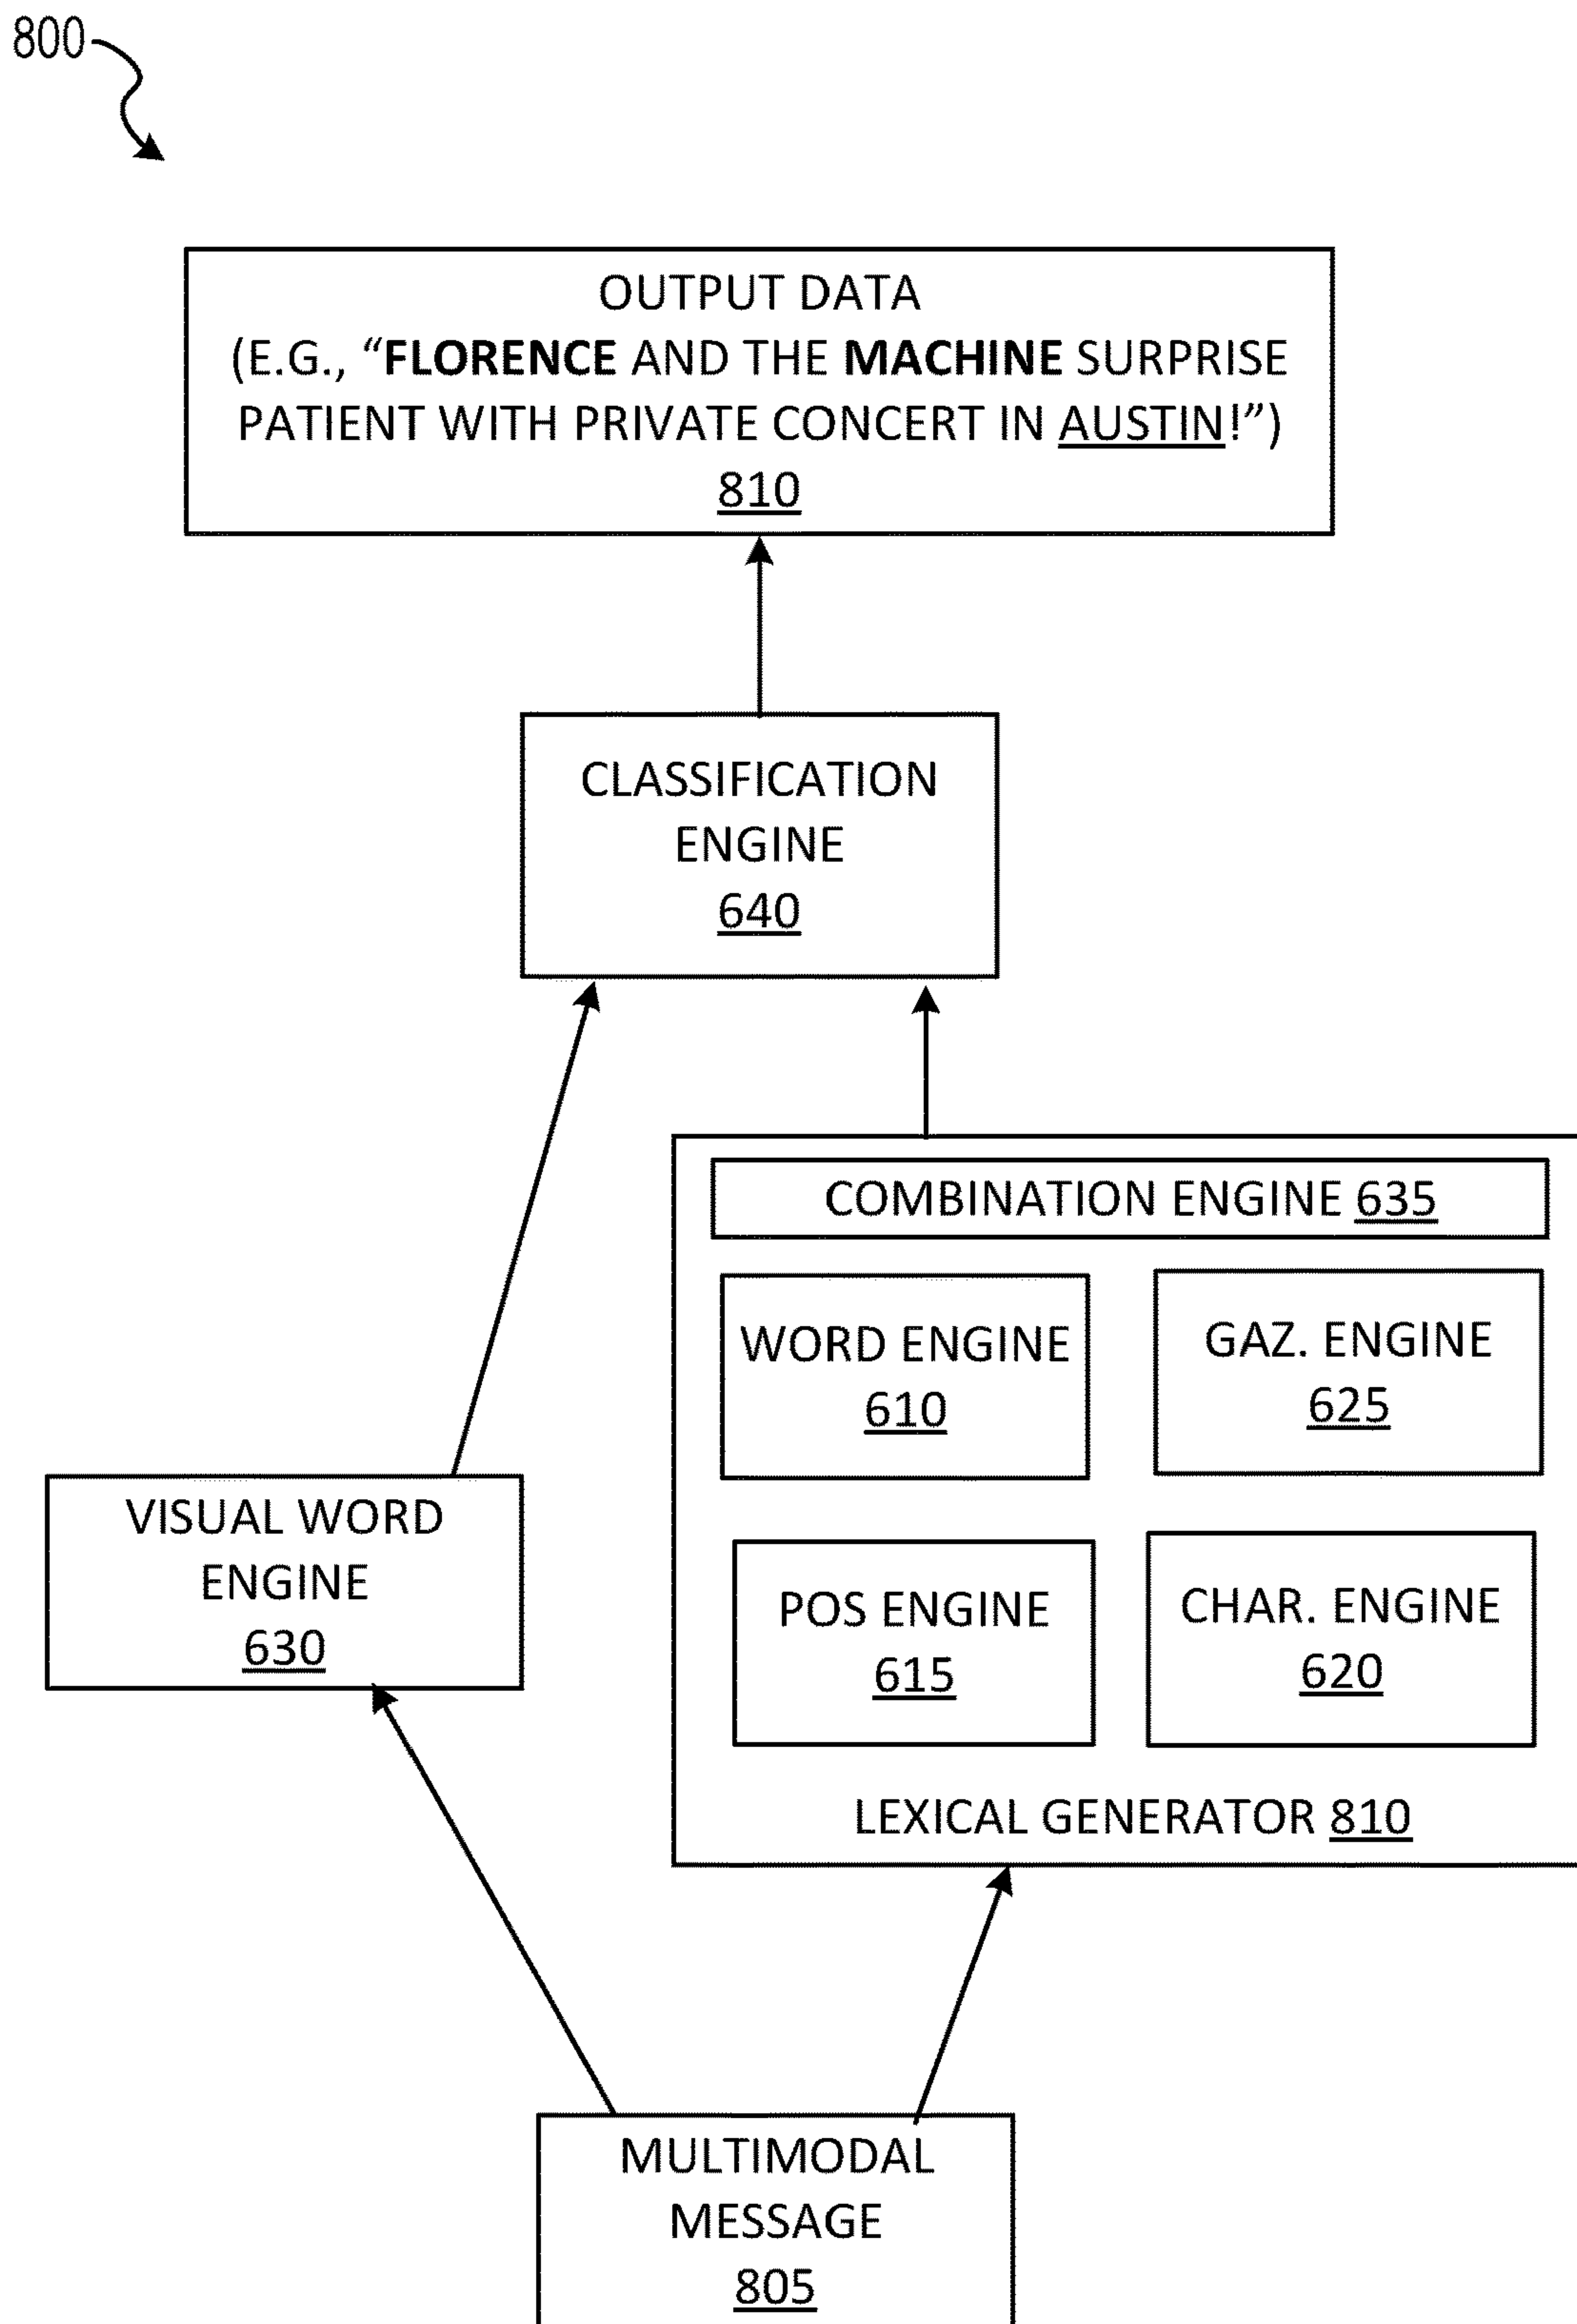 800
OUTPUT DATA
(E.G., “FLORENCE AND THE MACHINE SURPRISE
PATIENT WITH PRIVATE CONCERT IN AUSTIN!”)
810
CLASSIFICATION
ENGINE
640
COMBINATION ENGINE 635
WORD ENGINE
610
GAZ. ENGINE
625
VISUAL WORD
ENGINE
630
POS ENGINE
615
CHAR. ENGINE
620
LEXICAL GENERATOR 810
MULTIMODAL
MESSAGE
805